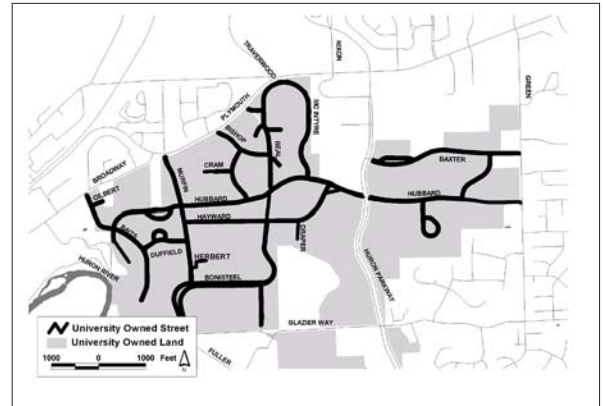 TRAVERWOOD
NIXON
GREEN
PLYMOUTH
MC INTYRE
BISHOP
BEAL
BROADWAY
CRAM
MURFIN
BAXTER
GILBERT
HUBBARD
HUBBARD
HAYWARD
BAITS
DRAPER
DUFFIELD
HERBERT
HURON RIVER
BONISTEEL
HURON PARKWAY
GLAZIER WAY
FULLER
University Owned Street
University Owned Land
1000 0 1000 Feet
N